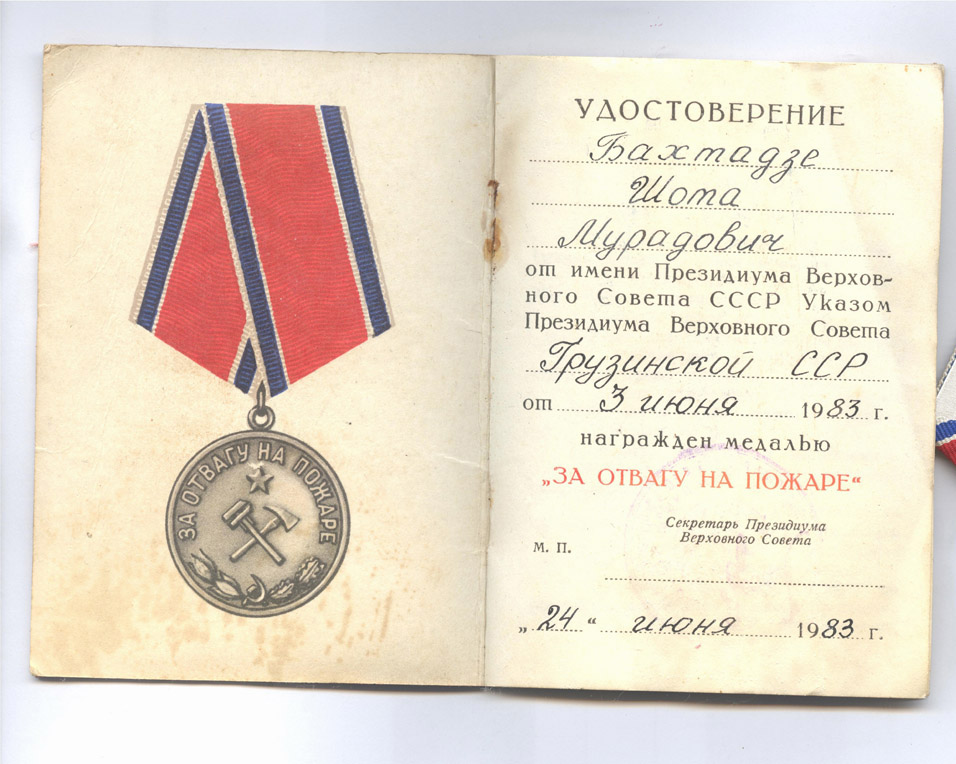 ЗА ОТВАГУ НА ПОЖАРЕ
УДОСТОВЕРЕНИЕ
Бахтадзе
Шота
Мурадович
от имени Президиума Верхов-
ного Совета СССР Указом
Президиума Верховного Совета
Грузинской ССР
от 3 июня 1983 г.
награжден медалью
„ЗА ОТВАГУ НА ПОЖАРЕ“
Секретарь Президиума
Верховного Совета
М. П.
„24“ июня 1983 г.